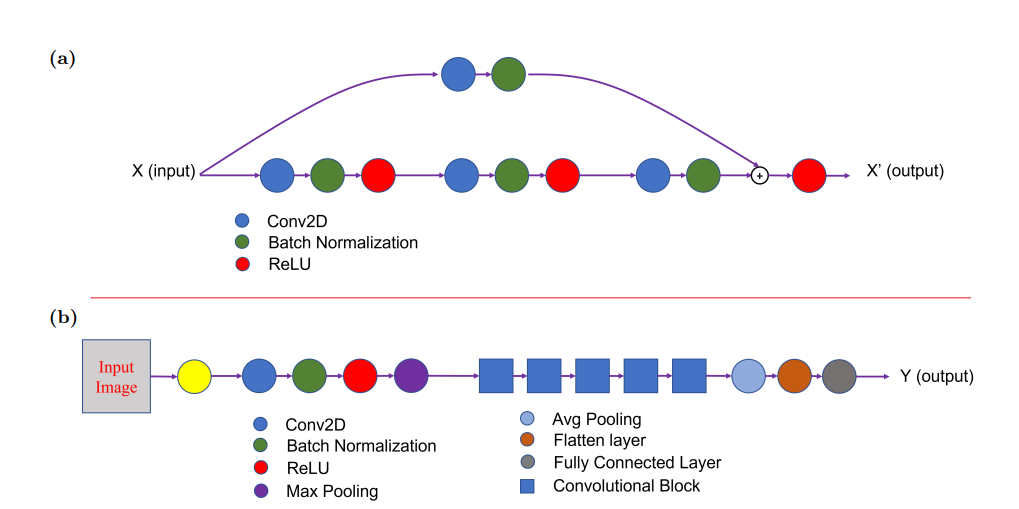 (a)
X (input)
+
X' (output)
Conv2D
Batch Normalization
ReLU
(b)
Input
Image
Y (output)
Conv2D
Batch Normalization
ReLU
Max Pooling
Avg Pooling
Flatten layer
Fully Connected Layer
Convolutional Block